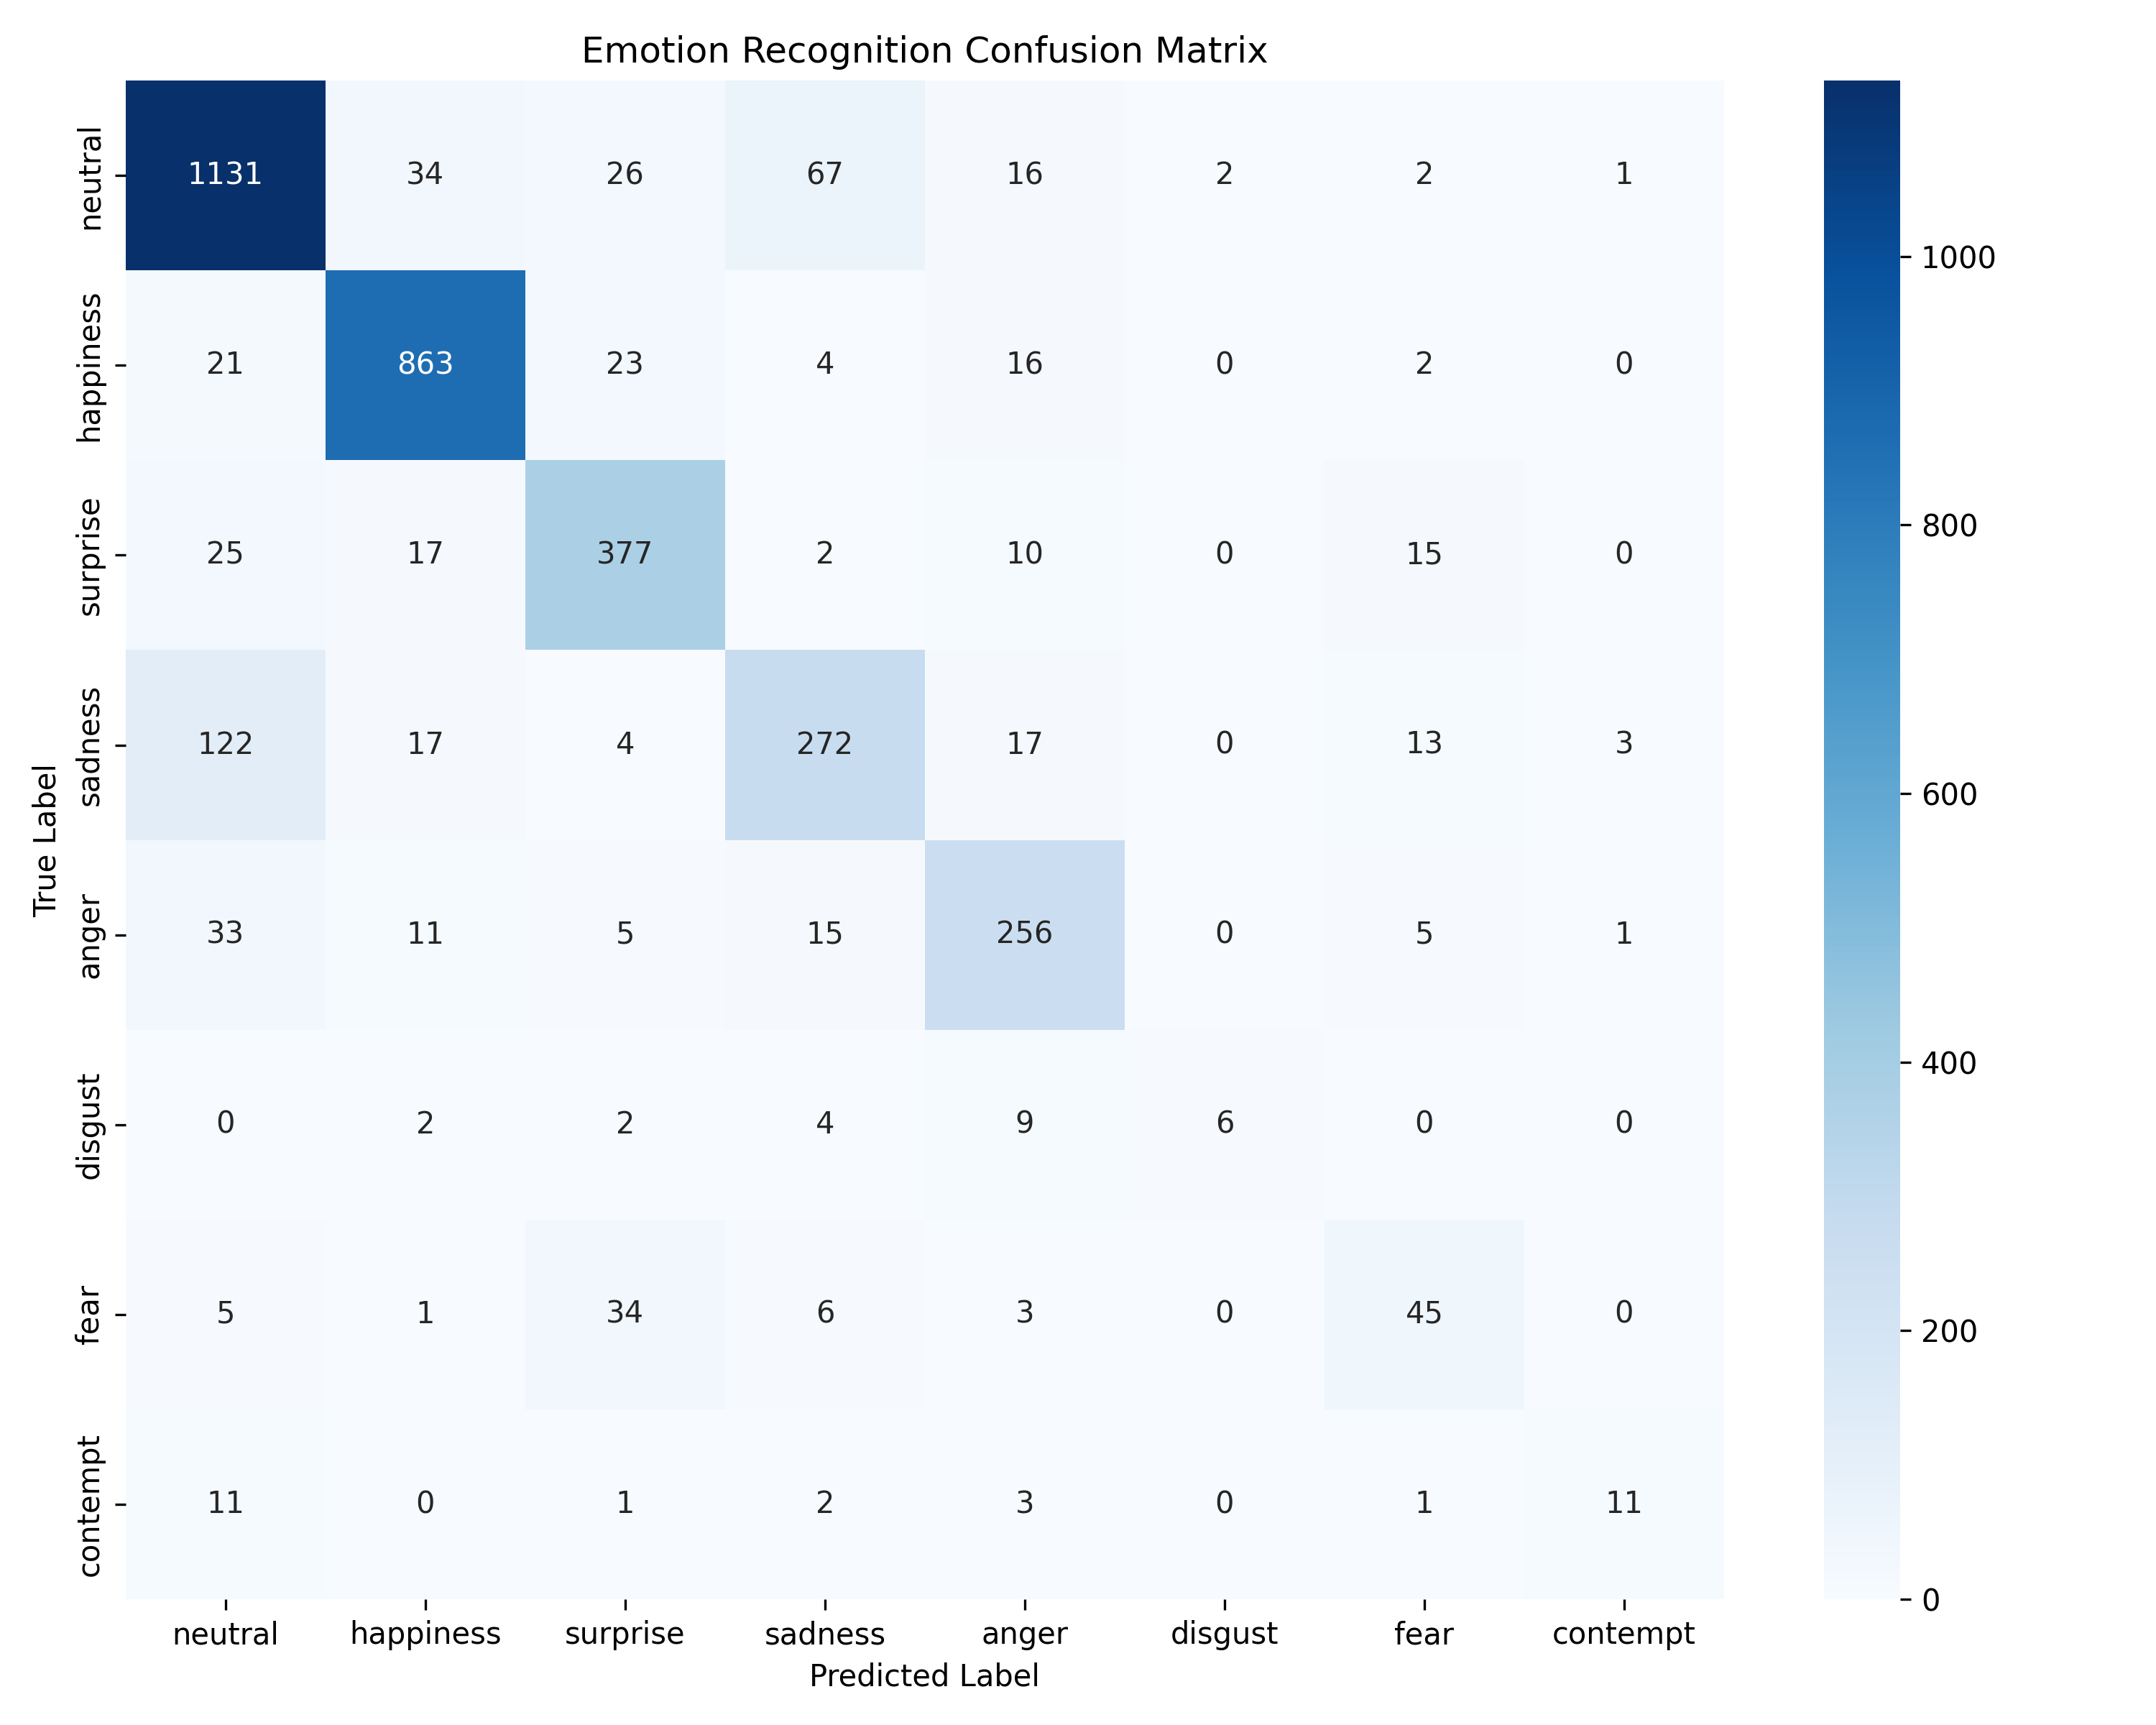 Emotion Recognition Confusion Matrix
neutral 1131 34 26 67 16 2 2 1
happiness 21 863 23 4 16 0 2 0
surprise 25 17 377 2 10 0 15 0
sadness 122 17 4 272 17 0 13 3
anger 33 11 5 15 256 0 5 1
disgust 0 2 2 4 9 6 0 0
fear 5 1 34 6 3 0 45 0
contempt 11 0 1 2 3 0 1 11
neutral happiness surprise sadness anger disgust fear contempt
Predicted Label
True Label
1000
800
600
400
200
0